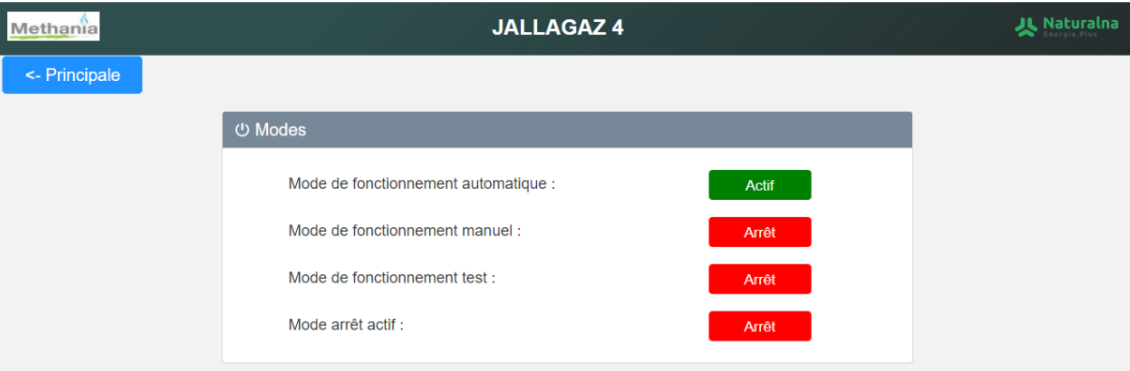 Methania
JALLAGAZ 4
Naturalna
Energia.Plus
<- Principale
Modes
Mode de fonctionnement automatique : Actif
Mode de fonctionnement manuel : Arrêt
Mode de fonctionnement test : Arrêt
Mode arrêt actif : Arrêt